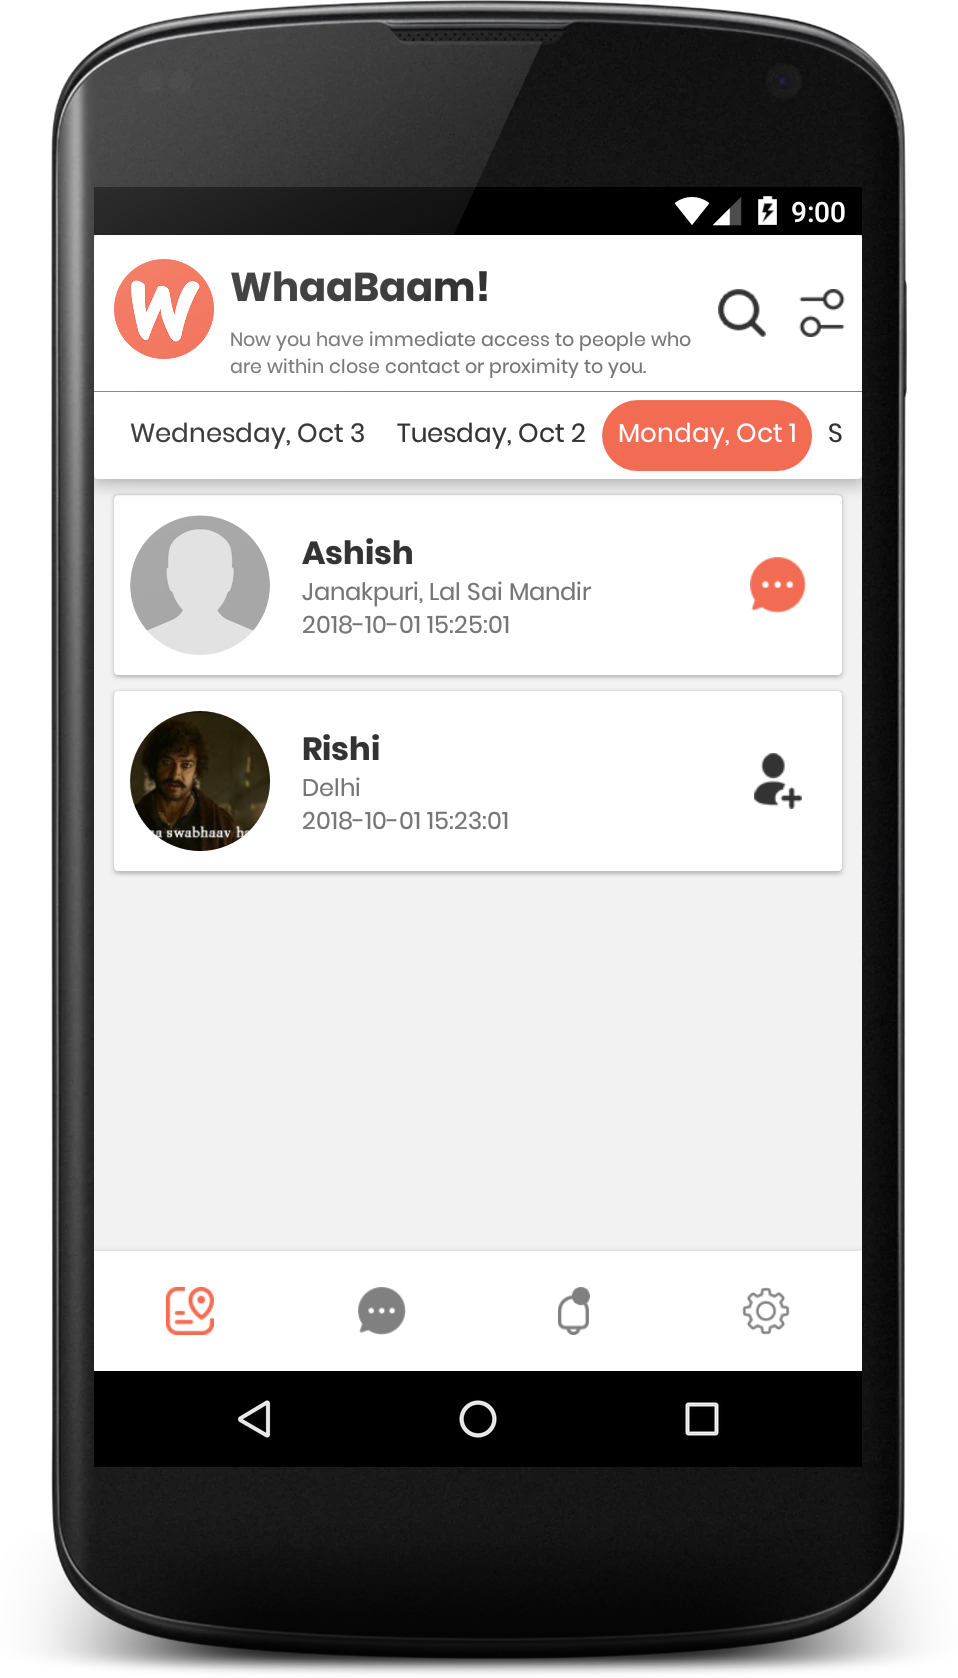 9:00
W
WhaaBaam!
Now you have immediate access to people who
are within close contact or proximity to you.
Wednesday, Oct 3 Tuesday, Oct 2 Monday, Oct 1 S
Ashish
Janakpuri, Lal Sai Mandir
2018-10-01 15:25:01
Rishi
Delhi
2018-10-01 15:23:01
a swabhaav ha